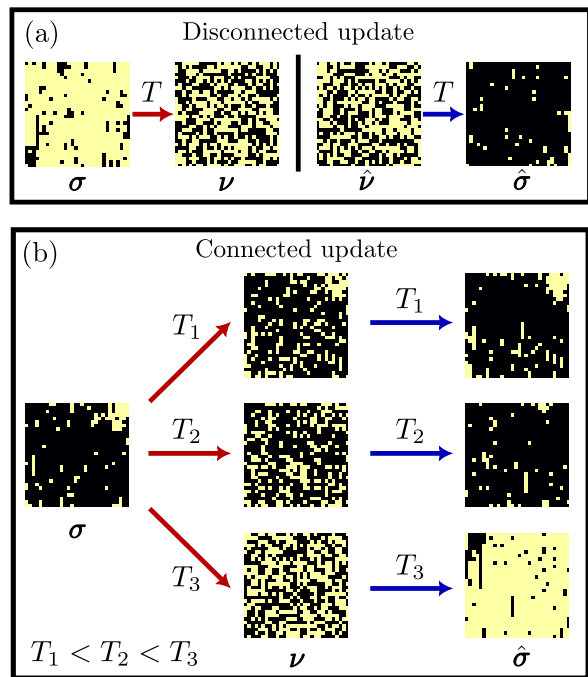 (a) Disconnected update
T T
σ ν ν̂ σ̂
(b) Connected update
T₁ T₁
T₂ T₂
σ
T₃ T₃
T₁ < T₂ < T₃ ν σ̂